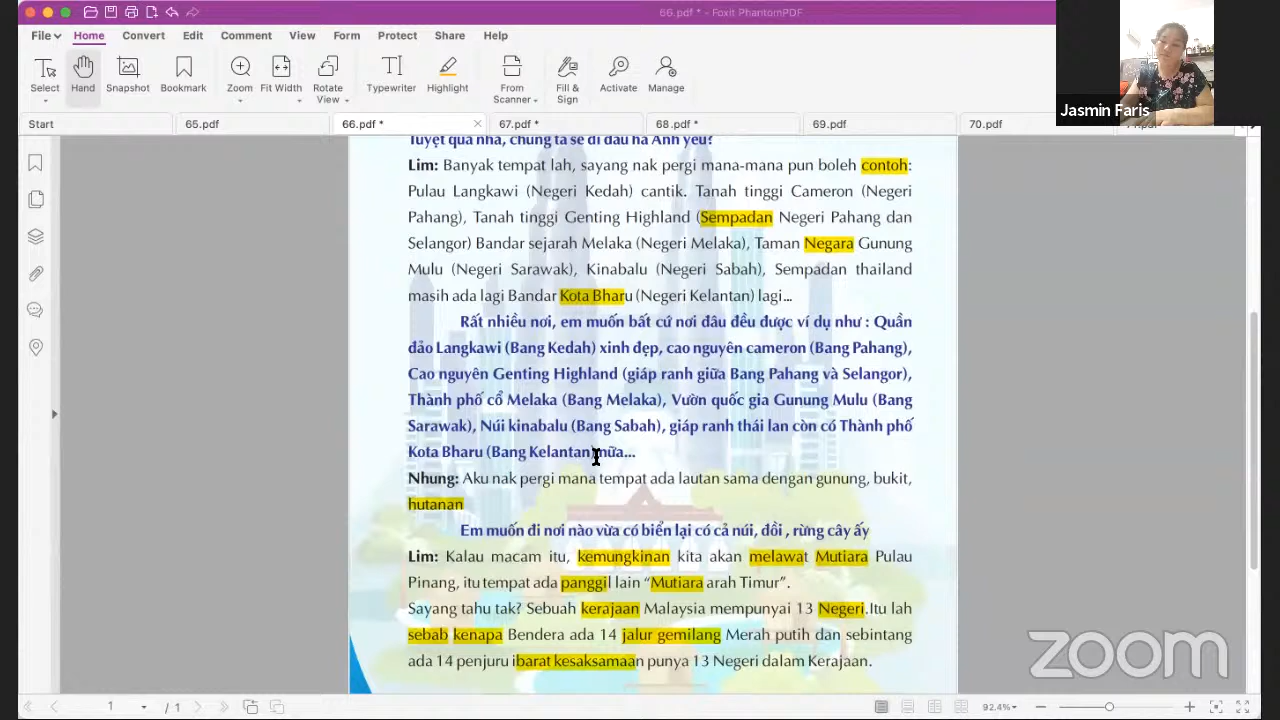 66.pdf * - Foxit PhantomPDF
File Home Convert Edit Comment View Form Protect Share Help
Select Hand Snapshot Bookmark Zoom Fit Width Rotate View Typewriter Highlight From Scanner Fill & Sign Activate Manage
Jasmin Faris
Start 65.pdf 66.pdf * 67.pdf * 68.pdf * 69.pdf 70.pdf
Tuyệt quá nhà, chúng ta sẽ đi đâu hả Anh yêu?
Lim: Banyak tempat lah, sayang nak pergi mana-mana pun boleh contoh:
Pulau Langkawi (Negeri Kedah) cantik. Tanah tinggi Cameron (Negeri
Pahang), Tanah tinggi Genting Highland (Sempadan Negeri Pahang dan
Selangor) Bandar sejarah Melaka (Negeri Melaka), Taman Negara Gunung
Mulu (Negeri Sarawak), Kinabalu (Negeri Sabah), Sempadan thailand
masih ada lagi Bandar Kota Bharu (Negeri Kelantan) lagi...
Rất nhiều nơi, em muốn bất cứ nơi đâu đều được ví dụ như : Quần
đảo Langkawi (Bang Kedah) xinh đẹp, cao nguyên cameron (Bang Pahang),
Cao nguyên Genting Highland (giáp ranh giữa Bang Pahang và Selangor),
Thành phố cổ Melaka (Bang Melaka), Vườn quốc gia Gunung Mulu (Bang
Sarawak), Núi kinabalu (Bang Sabah), giáp ranh thái lan còn có Thành phố
Kota Bharu (Bang Kelantan) nữa...
Nhung: Aku nak pergi mana tempat ada lautan sama dengan gunung, bukit,
hutanan
Em muốn đi nơi nào vừa có biển lại có cả núi, đồi , rừng cây ấy
Lim: Kalau macam itu, kemungkinan kita akan melawat Mutiara Pulau
Pinang, itu tempat ada panggil lain “Mutiara arah Timur”.
Sayang tahu tak? Sebuah kerajaan Malaysia mempunyai 13 Negeri.Itu lah
sebab kenapa Bendera ada 14 jalur gemilang Merah putih dan sebintang
ada 14 penjuru ibarat kesaksamaan punya 13 Negeri dalam Kerajaan.
zoom
1 / 1 92.4%